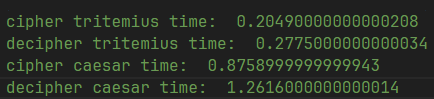 cipher tritemius time:  0.20490000000000208
decipher tritemius time:  0.2775000000000034
cipher caesar time:  0.8758999999999943
decipher caesar time:  1.2616000000000014